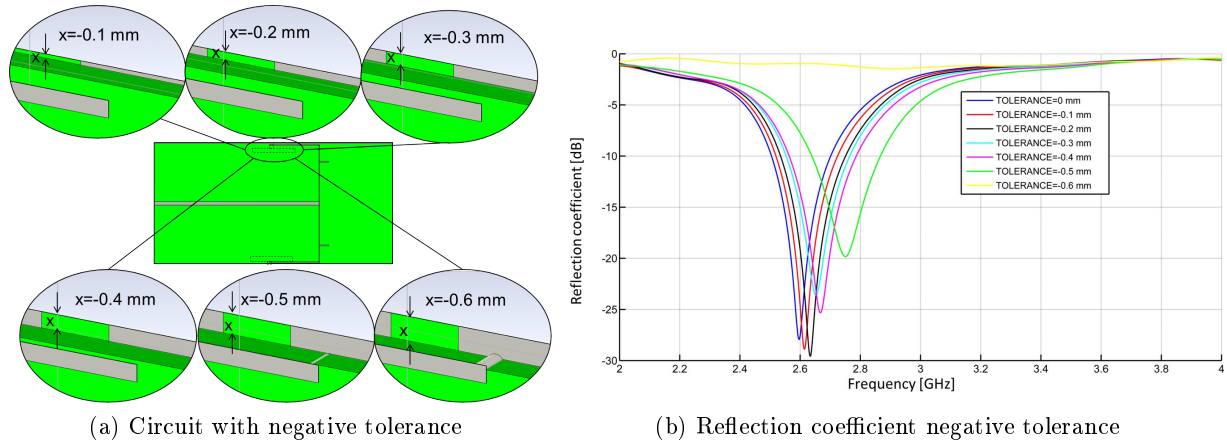 x=-0.1 mm
X
x=-0.2 mm
X
x=-0.3 mm
X
x=-0.4 mm
X
x=-0.5 mm
X
x=-0.6 mm
X
(a) Circuit with negative tolerance
Reflection coefficient [dB]
0
-5
-10
-15
-20
-25
-30
TOLERANCE=0 mm
TOLERANCE=-0.1 mm
TOLERANCE=-0.2 mm
TOLERANCE=-0.3 mm
TOLERANCE=-0.4 mm
TOLERANCE=-0.5 mm
TOLERANCE=-0.6 mm
2 2.2 2.4 2.6 2.8 3 3.2 3.4 3.6 3.8 4
Frequency [GHz]
(b) Reflection coefficient negative tolerance